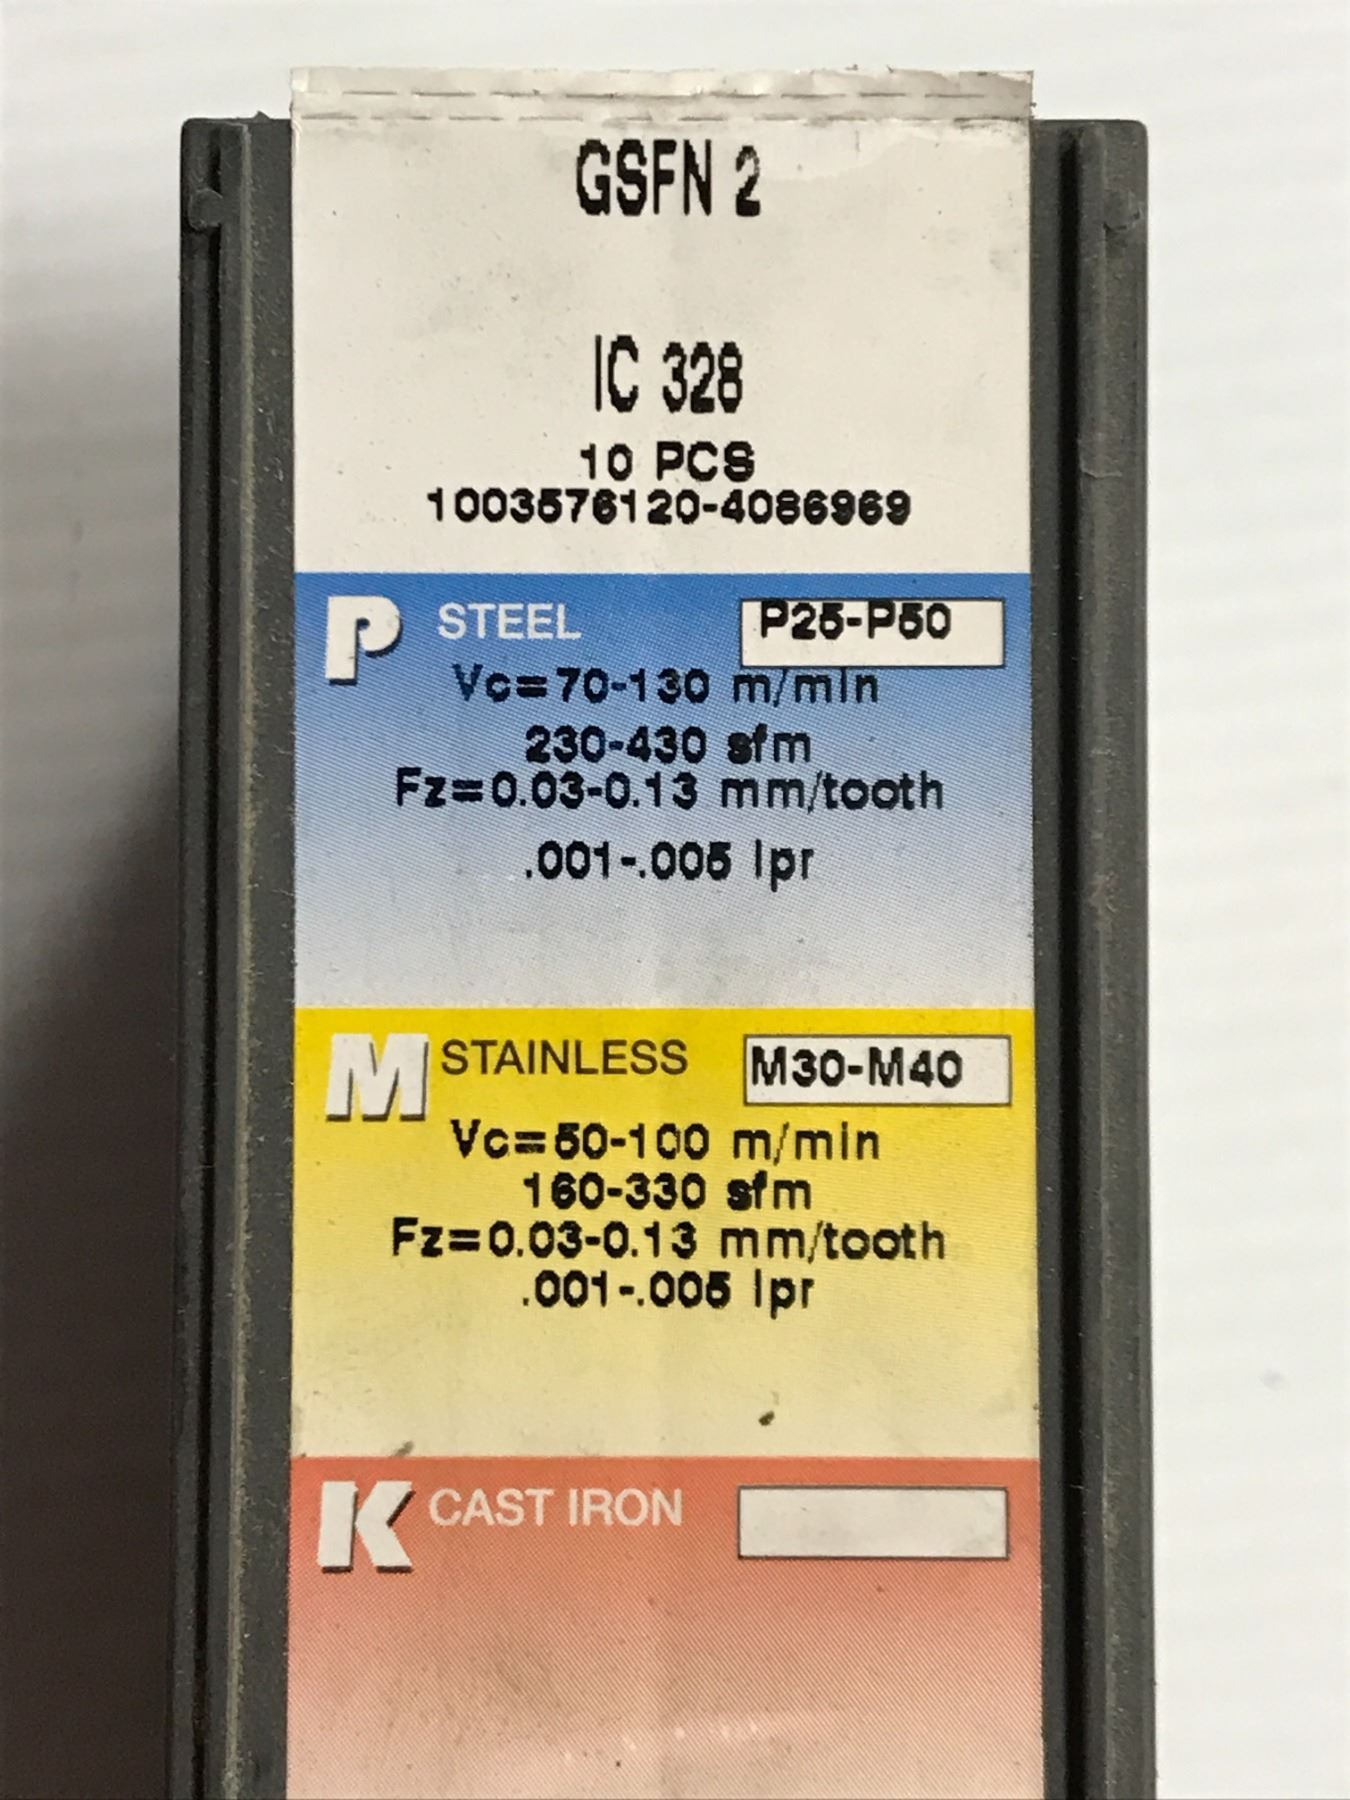 GSFN 2
IC 328
10 PCS
1003576120-4086969
P STEEL P25-P50
Vc=70-130 m/min
230-430 sfm
Fz=0.03-0.13 mm/tooth
.001-.005 ipr
M STAINLESS M30-M40
Vc=50-100 m/min
160-330 sfm
Fz=0.03-0.13 mm/tooth
.001-.005 ipr
K CAST IRON